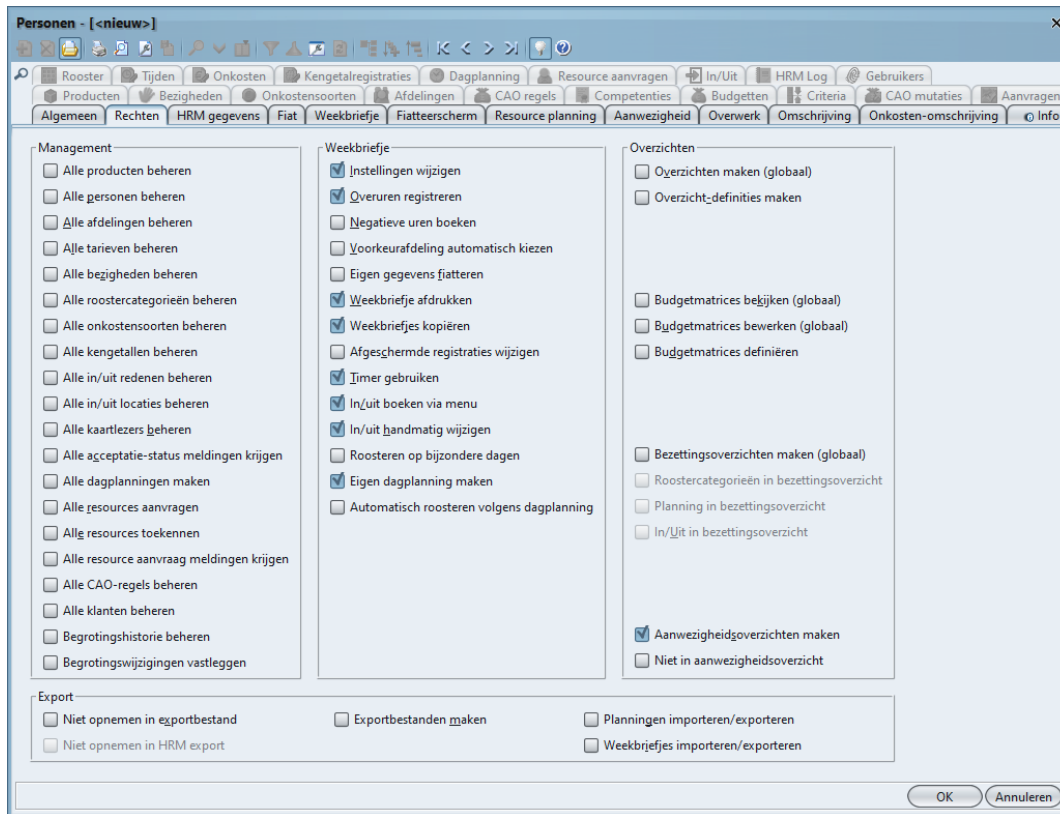 Personen - [<nieuw>]
Rooster Tijden Onkosten Kengetalregistraties Dagplanning Resource aanvragen In/Uit HRM Log Gebruikers
Producten Bezigheden Onkostensoorten Afdelingen CAO regels Competenties Budgetten Criteria CAO mutaties Aanvragen
Algemeen Rechten HRM gegevens Fiat Weekbriefje Fiatteerscherm Resource planning Aanwezigheid Overwerk Omschrijving Onkosten-omschrijving Info
Management
Alle producten beheren
Alle personen beheren
Alle afdelingen beheren
Alle tarieven beheren
Alle bezigheden beheren
Alle roostercategorieën beheren
Alle onkostensoorten beheren
Alle kengetallen beheren
Alle in/uit redenen beheren
Alle in/uit locaties beheren
Alle kaartlezers beheren
Alle acceptatie-status meldingen krijgen
Alle dagplanningen maken
Alle resources aanvragen
Alle resources toekennen
Alle resource aanvraag meldingen krijgen
Alle CAO-regels beheren
Alle klanten beheren
Begrotingshistorie beheren
Begrotingswijzigingen vastleggen
Weekbriefje
Instellingen wijzigen
Overuren registreren
Negatieve uren boeken
Voorkeurafdeling automatisch kiezen
Eigen gegevens fiatteren
Weekbriefje afdrukken
Weekbriefjes kopiëren
Afgeschermde registraties wijzigen
Timer gebruiken
In/uit boeken via menu
In/uit handmatig wijzigen
Roosteren op bijzondere dagen
Eigen dagplanning maken
Automatisch roosteren volgens dagplanning
Overzichten
Overzichten maken (globaal)
Overzicht-definities maken
Budgetmatrices bekijken (globaal)
Budgetmatrices bewerken (globaal)
Budgetmatrices definiëren
Bezettingsoverzichten maken (globaal)
Roostercategorieën in bezettingsoverzicht
Planning in bezettingsoverzicht
In/Uit in bezettingsoverzicht
Aanwezigheidsoverzichten maken
Niet in aanwezigheidsoverzicht
Export
Niet opnemen in exportbestand
Niet opnemen in HRM export
Exportbestanden maken
Planningen importeren/exporteren
Weekbriefjes importeren/exporteren
OK Annuleren